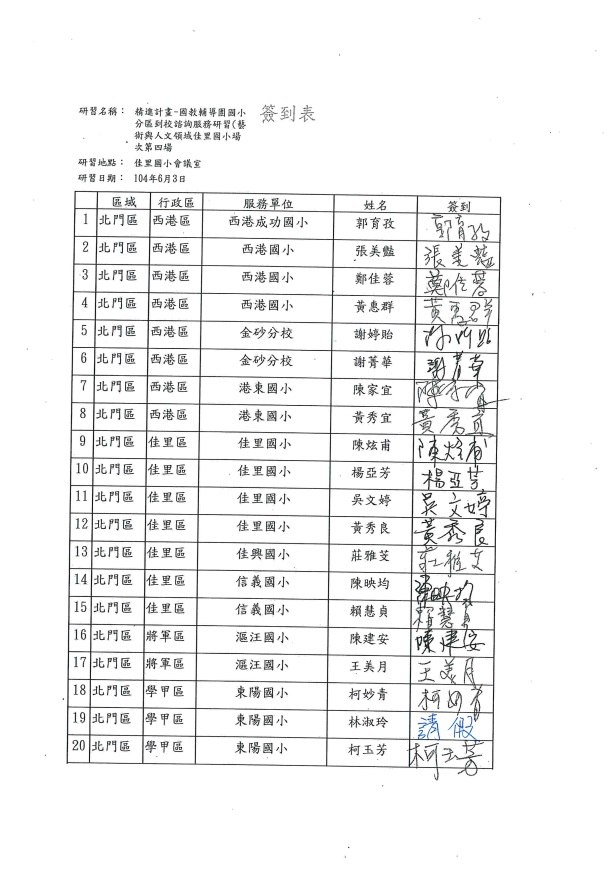 研習名稱： 精進計畫-國教輔導團國小 簽到表
分區到校諮詢服務研習(藝
術與人文領域佳里國小場
次第四場
研習地點： 佳里國小會議室
研習日期： 104年6月3日
區域 行政區 服務單位 姓名 簽到
1 北門區 西港區 西港成功國小 郭育孜 郭育孜
2 北門區 西港區 西港國小 張美豔 張美豔
3 北門區 西港區 西港國小 鄭佳蓉 鄭佳蓉
4 北門區 西港區 西港國小 黃惠群 黃惠群
5 北門區 西港區 金砂分校 謝婷貽
6 北門區 西港區 金砂分校 謝菁華 謝菁華
7 北門區 西港區 港東國小 陳家宜 陳家宜
8 北門區 西港區 港東國小 黃秀宜 黃秀宜
9 北門區 佳里區 佳里國小 陳炫甫 陳炫甫
10 北門區 佳里區 佳里國小 楊亞芳 楊亞芳
11 北門區 佳里區 佳里國小 吳文婷 吳文婷
12 北門區 佳里區 佳里國小 黃秀良 黃秀良
13 北門區 佳里區 佳興國小 莊雅芠 莊雅芠
14 北門區 佳里區 信義國小 陳映均 陳映均
15 北門區 佳里區 信義國小 賴慧貞 賴慧貞
16 北門區 將軍區 漚汪國小 陳建安 陳建安
17 北門區 將軍區 漚汪國小 王美月 王美月
18 北門區 學甲區 東陽國小 柯妙青 柯妙青
19 北門區 學甲區 東陽國小 林淑玲 請假
20 北門區 學甲區 東陽國小 柯玉芳 柯玉芳